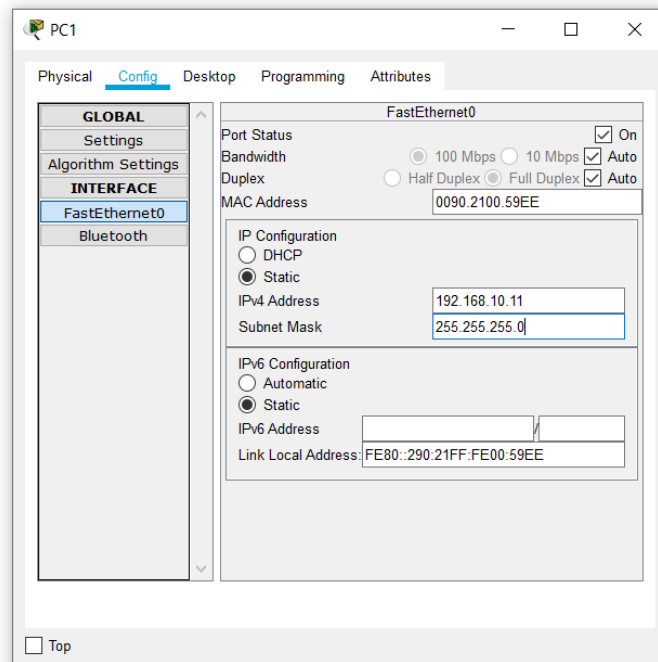 PC1
Physical Config Desktop Programming Attributes
GLOBAL
Settings
Algorithm Settings
INTERFACE
FastEthernet0
Bluetooth
FastEthernet0
Port Status On
Bandwidth 100 Mbps 10 Mbps Auto
Duplex Half Duplex Full Duplex Auto
MAC Address 0090.2100.59EE
IP Configuration
DHCP
Static
IPv4 Address 192.168.10.11
Subnet Mask 255.255.255.0
IPv6 Configuration
Automatic
Static
IPv6 Address /
Link Local Address: FE80::290:21FF:FE00:59EE
Top